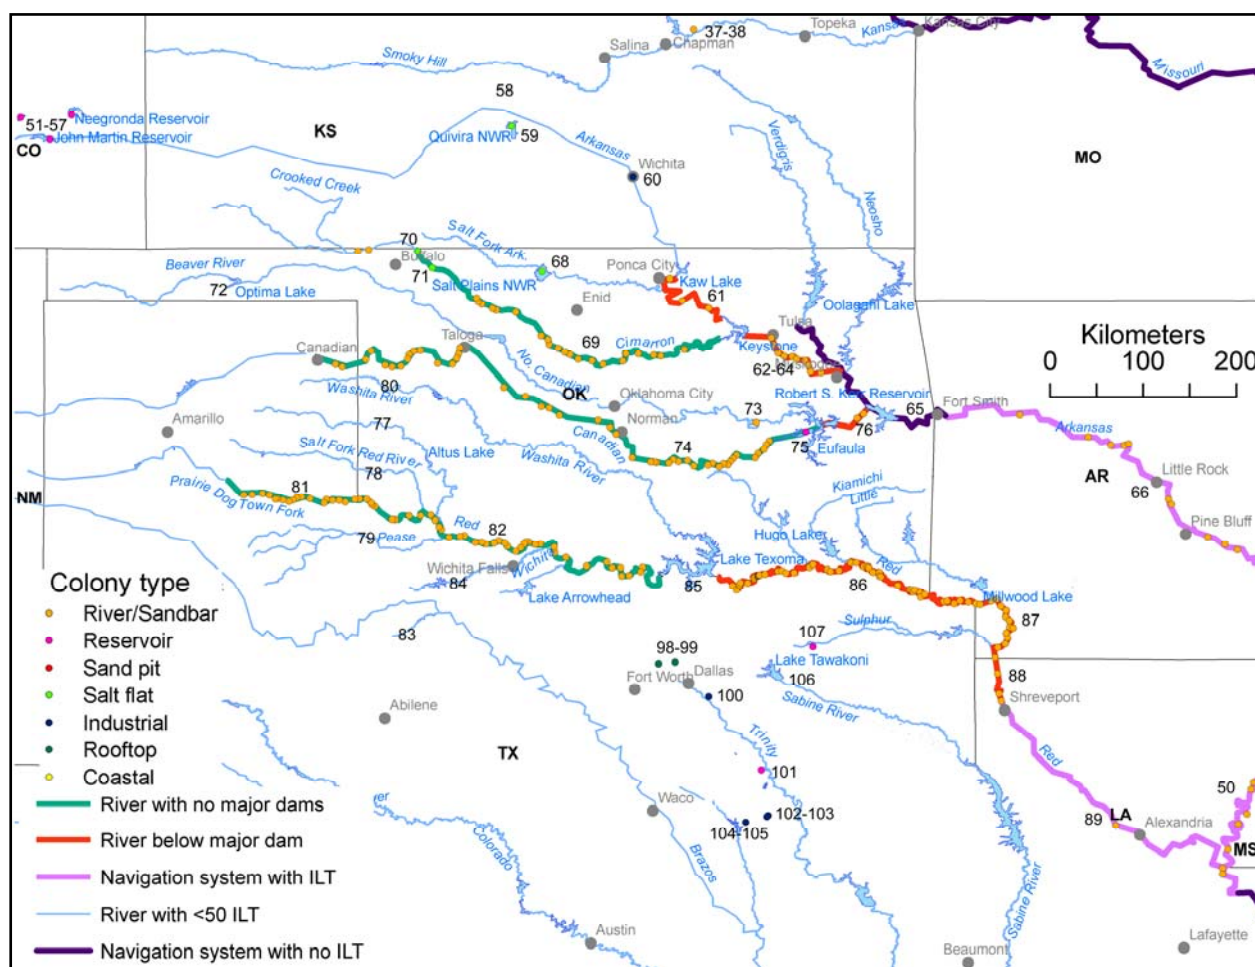 37-38
Topeka
Kansas
Kansas City
Salina
Chapman
Smoky Hill
Missouri
58
51-57
Neegronda Reservoir
John Martin Reservoir
CO
KS
Quivira NWR
59
Arkansas
Verdigris
MO
Wichita
60
Crooked Creek
Neosho
70
Salt Fork Ark.
Buffalo
68
Beaver River
71
Salt Plains NWR
Ponca City
Kaw Lake
72
Optima Lake
61
Enid
Oolagahl Lake
Tulsa
Kilometers
0
100
200
Taloga
69
Cimarron
Keystone
Canadian
62-64
Muskogee
80
No. Canadian
Washita River
OK
Oklahoma City
Robert S. Kerr Reservoir
73
65
Fort Smith
Amarillo
77
Norman
76
Arkansas
Canadian
74
75
Eufaula
Altus Lake
Washita River
Salt Fork Red River
78
Kiamichi
Little
Little Rock
AR
66
Prairie Dog Town Fork
81
NM
Red
82
Pine Bluff
79
Pease
Hugo Lake
Red
Wichita Falls
Wichita
Lake Texoma
Colony type
84
85
86
Lake Arrowhead
Millwood Lake
River/Sandbar
87
Sulphur
Reservoir
83
107
98-99
Lake Tawakoni
Sand pit
Dallas
88
Fort Worth
106
Salt flat
100
Sabine River
Shreveport
Abilene
Industrial
Trinity
TX
Rooftop
Red
101
Coastal
50
River with no major dams
er
Waco
102-103
LA
89
Alexandria
104-105
River below major dam
Colorado
MS
Brazos
Navigation system with ILT
Sabine River
River with <50 ILT
Austin
Lafayette
Navigation system with no ILT
Beaumont